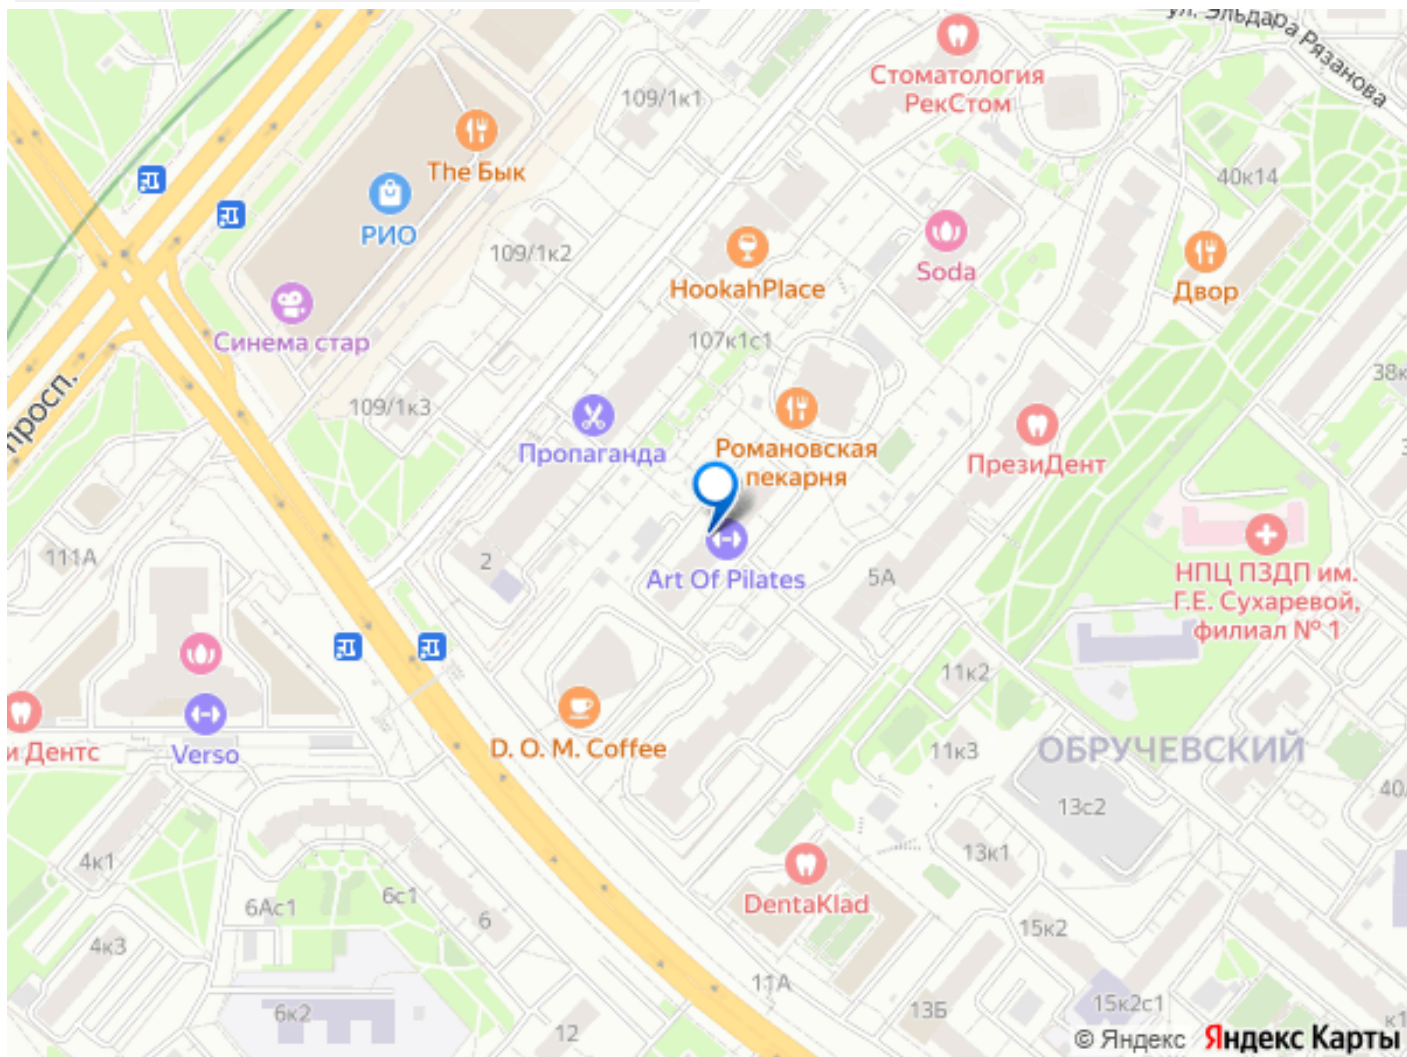 ул. Эльдара Рязанова
Стоматология
РекСтом
109/1к1
The Бык
40к14
РИО
109/1к2
HookahPlace
Soda
Двор
Синема стар
107к1с1
38к
просп.
109/1к3
Пропаганда
Романовская
пекарня
ПрезиДент
111А
2
Art Of Pilates
5А
НПЦ ПЗДП им.
Г.Е. Сухаревой,
филиал № 1
11к2
и Дентс
Verso
D. O. M. Coffee
11к3
ОБРУЧЕВСКИЙ
40/
13с2
4к1
13к1
6Ас1
6с1
6
DentaKlad
4к3
15к2
11А
6к2
12
13Б
15к2с1
к1
© Яндекс Яндекс Карты